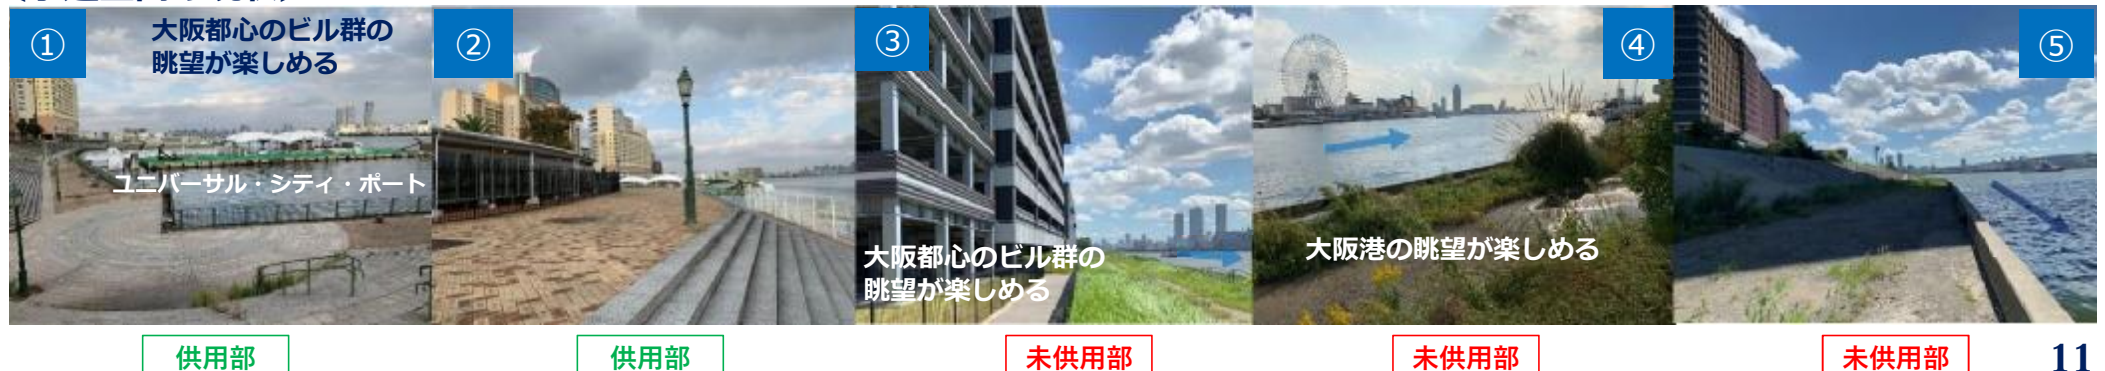 ①
大阪都心のビル群の
眺望が楽しめる
ユニバーサル・シティ・ポート
②
③
大阪都心のビル群の
眺望が楽しめる
④
大阪港の眺望が楽しめる
⑤
供用部
供用部
未供用部
未供用部
未供用部
11